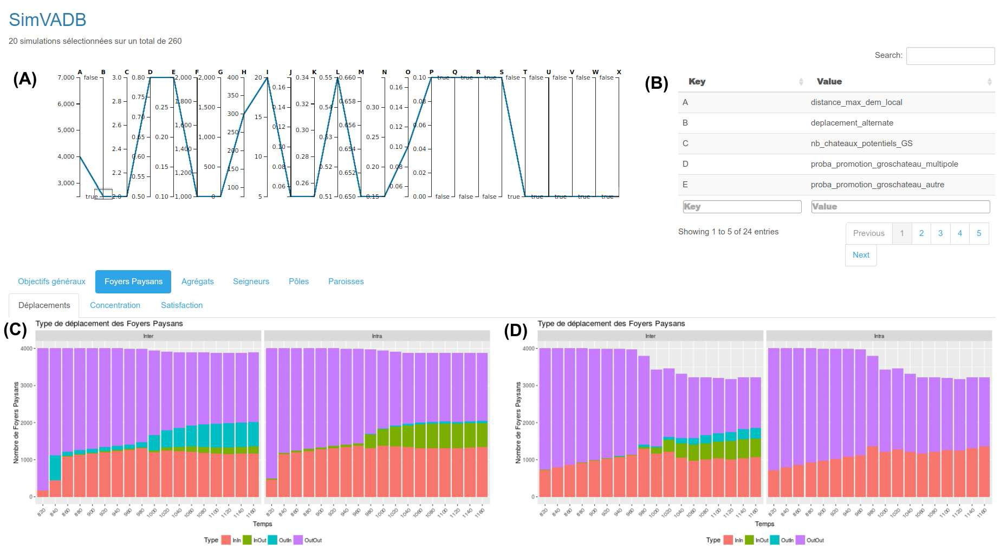 SimVADB
20 simulations sélectionnées sur un total de 260
Search:
(A)
A B C D E F G H I J K L M N O P Q R S T U V W X
7,000 6,000 5,000 4,000 3,000
false true
3.0 2.8 2.6 2.4 2.2 2.0
0.80 0.75 0.70 0.65 0.60 0.55 0.50
0.25 0.20 0.15 0.10
2,000 1,800 1,600 1,400 1,200 1,000
2,000 1,500 1,000 500 0
400 350 300 250 200 150 100
20 15 10 5
0.16 0.14 0.12 0.10 0.08 0.06
0.34 0.32 0.30 0.28 0.26
0.55 0.54 0.53 0.52 0.51
0.660 0.658 0.656 0.654 0.652 0.650
0.30 0.25 0.20 0.15
0.16 0.14 0.12 0.10 0.08 0.06
0.10 0.08 0.06 0.04 0.02 0.00
true false
true false
true false
false true
false true
false true
false true
false true
(B)
Key Value
A distance_max_dem_local
B deplacement_alternate
C nb_chateaux_potentiels_GS
D proba_promotion_groschateau_multipole
E proba_promotion_groschateau_autre
Key Value
Showing 1 to 5 of 24 entries
Previous 1 2 3 4 5
Next
Objectifs généraux Foyers Paysans Agrégats Seigneurs Pôles Paroisses
Déplacements Concentration Satisfaction
(C)
Type de déplacement des Foyers Paysans
Inter Intra
Nombre de Foyers Paysans
4000
3000
2000
1000
0
820 840 860 880 900 920 940 960 980 1000 1020 1040 1060 1080 1100 1120 1140 1160
820 840 860 880 900 920 940 960 980 1000 1020 1040 1060 1080 1100 1120 1140 1160
Temps
Type InIn InOut OutIn OutOut
(D)
Type de déplacement des Foyers Paysans
Inter Intra
Nombre de Foyers Paysans
4000
3000
2000
1000
0
820 840 860 880 900 920 940 960 980 1000 1020 1040 1060 1080 1100 1120 1140 1160
820 840 860 880 900 920 940 960 980 1000 1020 1040 1060 1080 1100 1120 1140 1160
Temps
Type InIn InOut OutIn OutOut